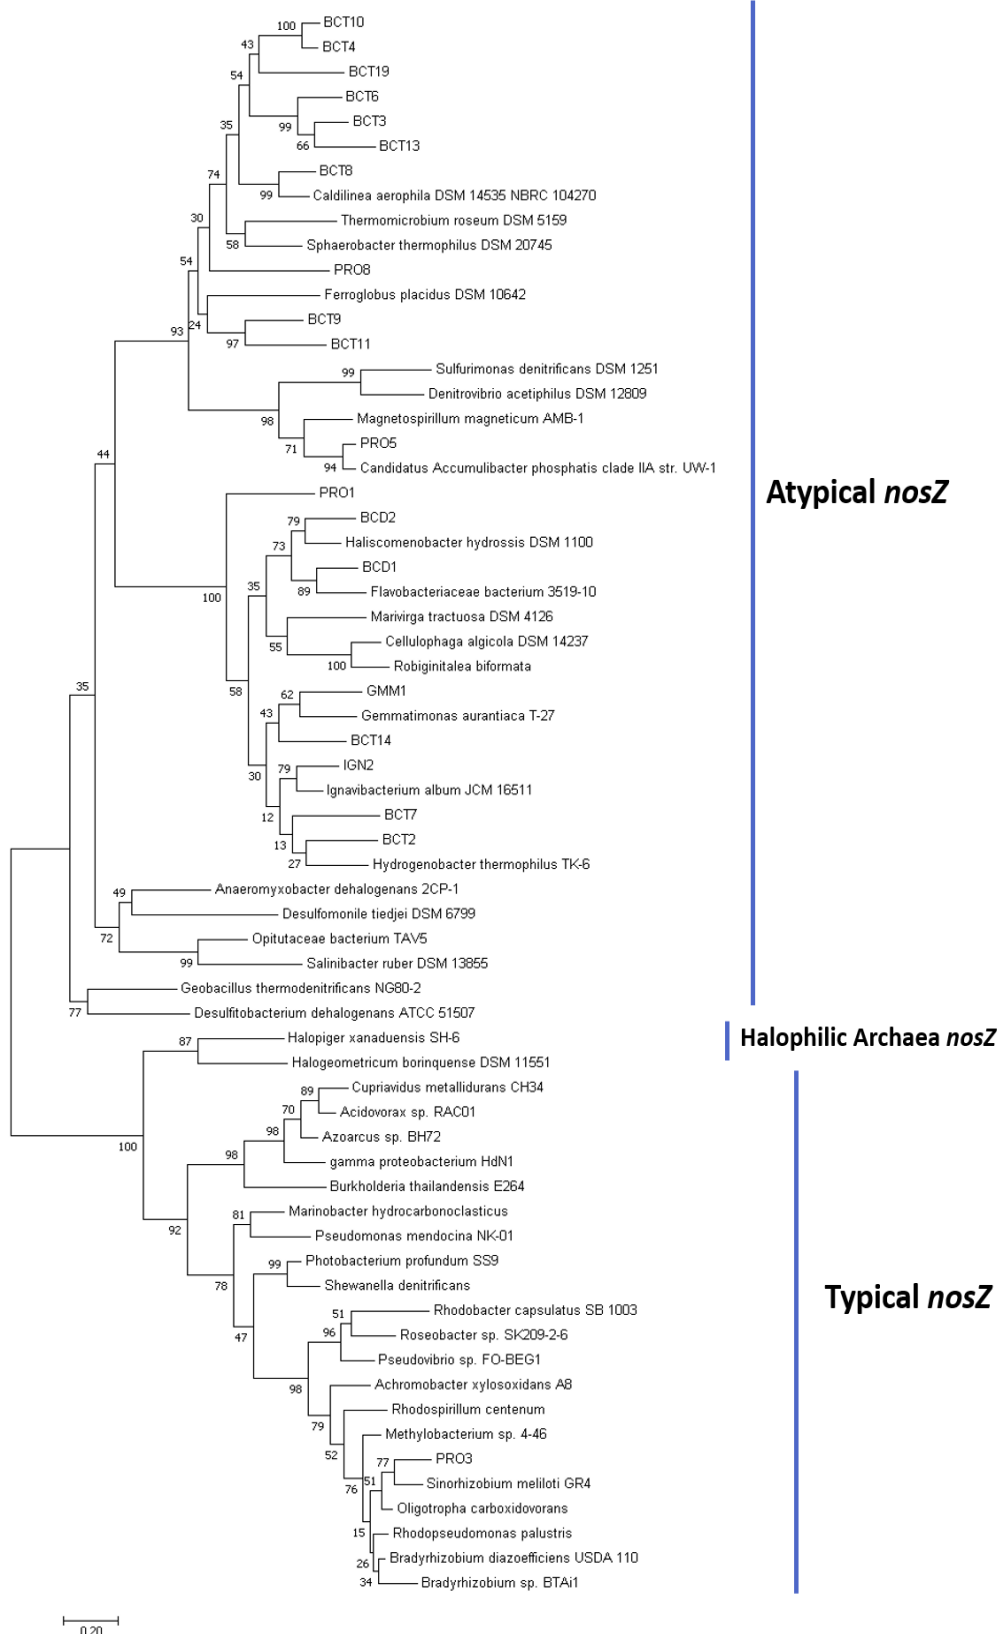 BCT10
100
BCT4
43
BCT19
54
BCT6
99
BCT3
35
66
BCT13
74
BCT8
99
Caldilinea aerophila DSM 14535 NBRC 104270
30
Thermomicrobium roseum DSM 5159
58
Sphaerobacter thermophilus DSM 20745
54
PRO8
Ferroglobus placidus DSM 10642
24
BCT9
93
97
BCT11
Sulfurimonas denitrificans DSM 1251
99
Denitrovibrio acetiphilus DSM 12809
98
Magnetospirillum magneticum AMB-1
71
PRO5
94
Candidatus Accumulibacter phosphatis clade IIA str. UW-1
44
PRO1
Atypical nosZ
BCD2
79
Haliscomenobacter hydrossis DSM 1100
73
BCD1
89
Flavobacteriaceae bacterium 3519-10
100
35
Marivirga tractuosa DSM 4126
55
Cellulophaga algicola DSM 14237
100
Robiginitalea biformata
58
35
GMM1
62
Gemmatimonas aurantiaca T-27
43
BCT14
30
IGN2
79
Ignavibacterium album JCM 16511
12
BCT7
13
BCT2
27
Hydrogenobacter thermophilus TK-6
Anaeromyxobacter dehalogenans 2CP-1
49
Desulfomonile tiedjei DSM 6799
72
Opitutaceae bacterium TAV5
99
Salinibacter ruber DSM 13855
Geobacillus thermodenitrificans NG80-2
77
Desulfitobacterium dehalogenans ATCC 51507
Halopiger xanaduensis SH-6
87
Halophilic Archaea nosZ
Halogeometricum borinquense DSM 11551
Cupriavidus metallidurans CH34
89
Acidovorax sp. RAC01
70
Azoarcus sp. BH72
98
100
gamma proteobacterium HdN1
98
Burkholderia thailandensis E264
Marinobacter hydrocarbonoclasticus
81
92
Pseudomonas mendocina NK-01
Photobacterium profundum SS9
99
78
Shewanella denitrificans
Typical nosZ
Rhodobacter capsulatus SB 1003
51
47
Roseobacter sp. SK209-2-6
96
Pseudovibrio sp. FO-BEG1
98
Achromobacter xylosoxidans A8
79
Rhodospirillum centenum
52
Methylobacterium sp. 4-46
PRO3
77
51
76
Sinorhizobium meliloti GR4
Oligotropha carboxidovorans
15
Rhodopseudomonas palustris
26
Bradyrhizobium diazoefficiens USDA 110
34
Bradyrhizobium sp. BTAi1
0.20